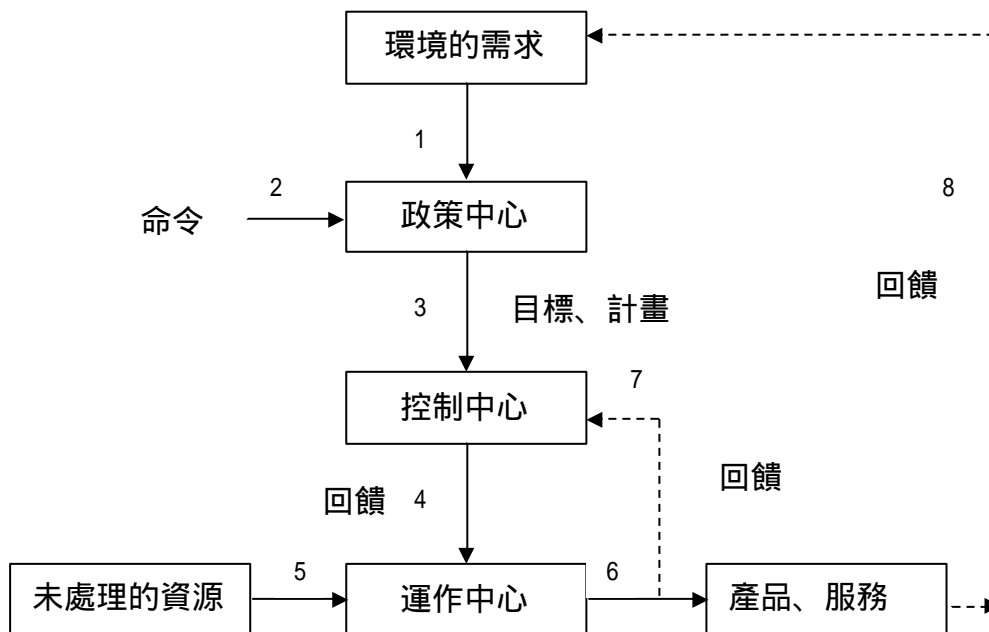 環境的需求
1
2
命令
政策中心
8
回饋
3
目標、計畫
控制中心
7
回饋
4
回饋
未處理的資源
5
運作中心
6
產品、服務